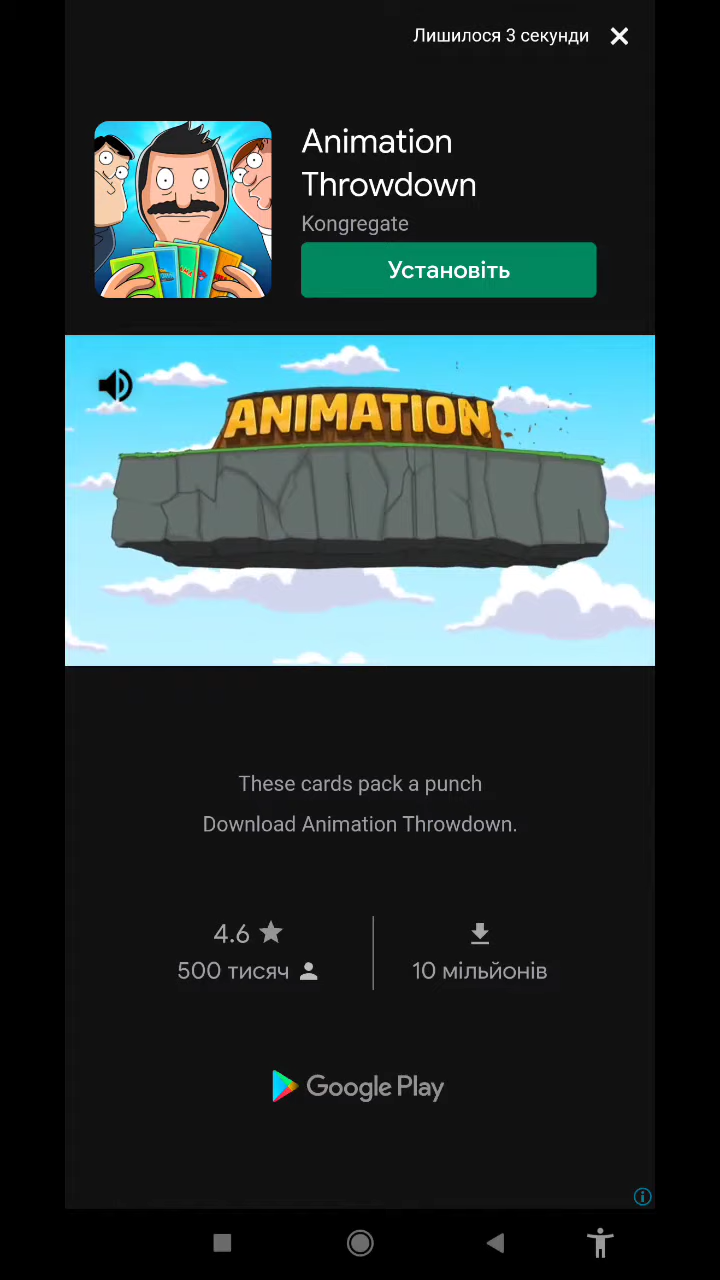 Лишилося 3 секунди
Animation
Throwdown
Kongregate
Установіть
ANIMATION
These cards pack a punch
Download Animation Throwdown.
4.6
500 тисяч
10 мільйонів
Google Play